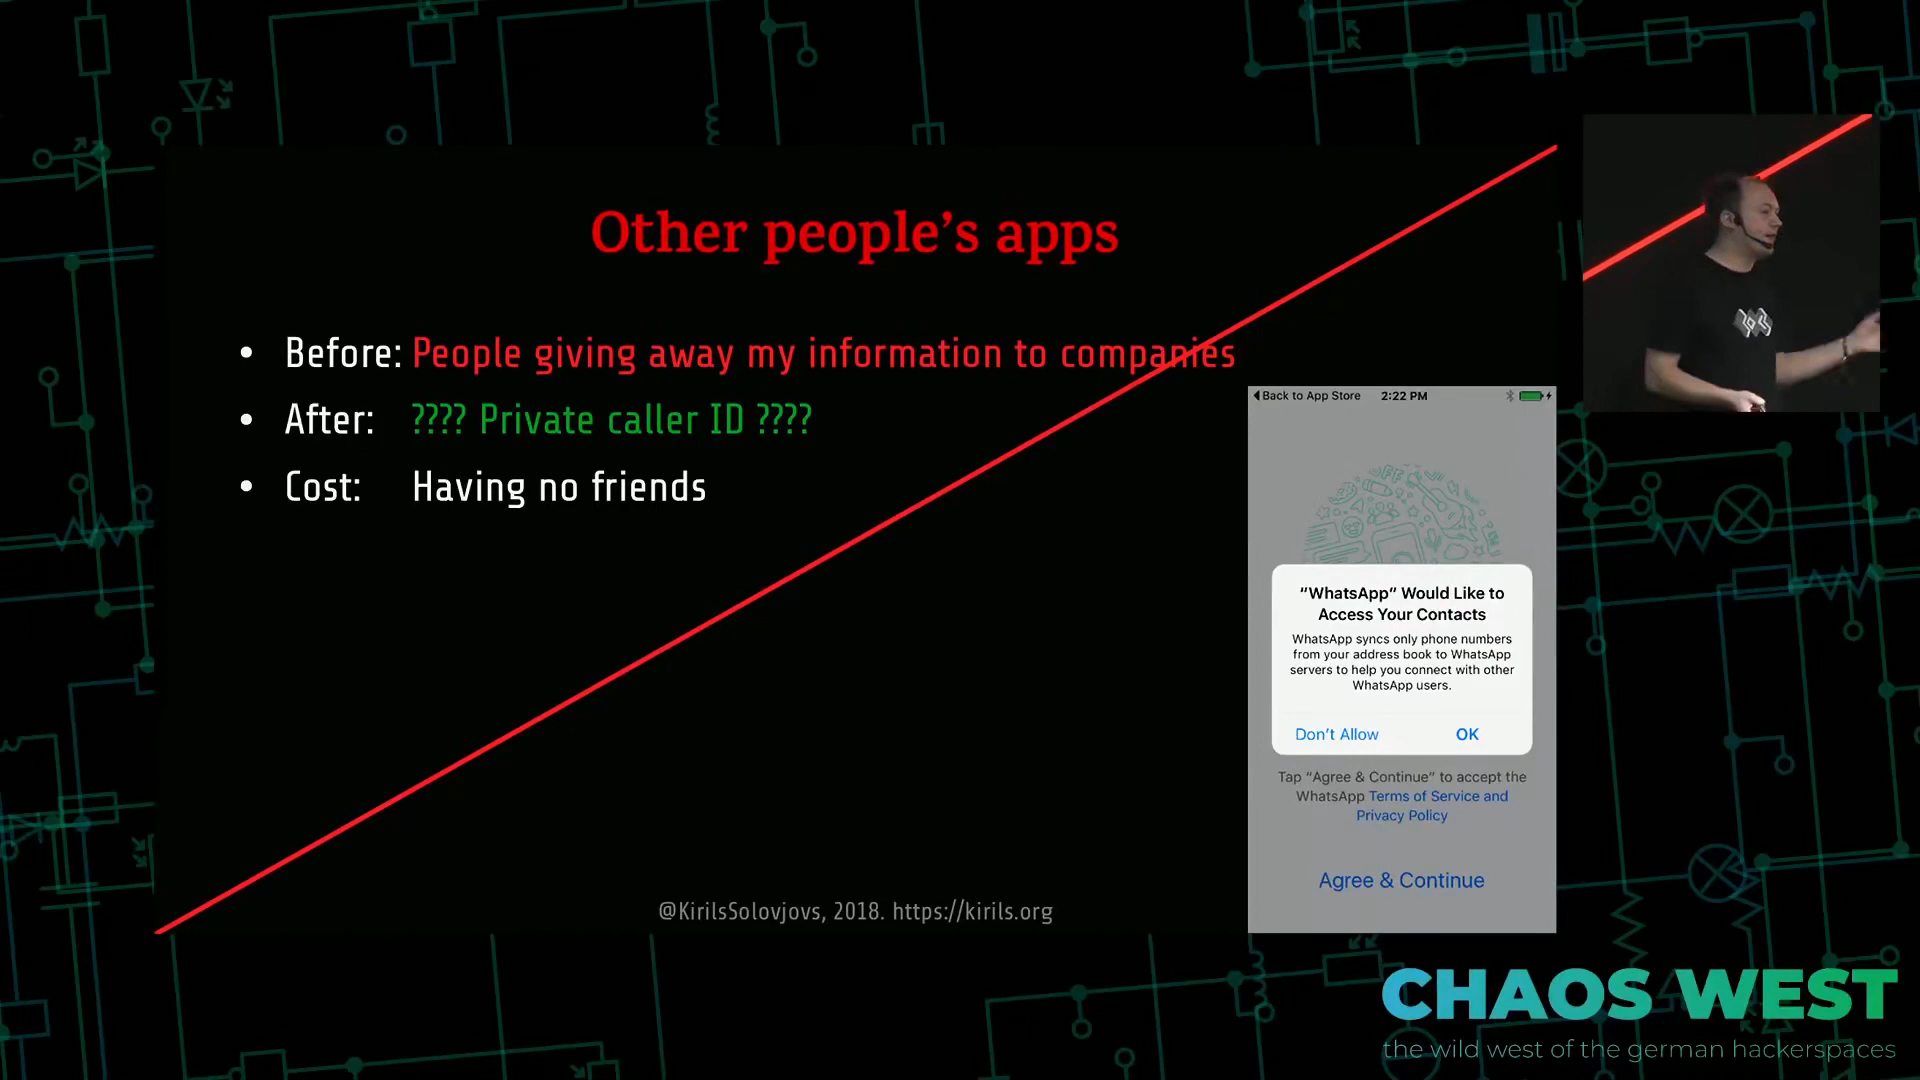 Other people's apps
• Before: People giving away my information to companies
• After: ???? Private caller ID ????
• Cost: Having no friends
Back to App Store 2:22 PM
“WhatsApp” Would Like to
Access Your Contacts
WhatsApp syncs only phone numbers
from your address book to WhatsApp
servers to help you connect with other
WhatsApp users.
Don't Allow OK
Tap “Agree & Continue” to accept the
WhatsApp Terms of Service and
Privacy Policy
Agree & Continue
@KirilsSolovjovs, 2018. https://kirils.org
CHAOS WEST
the wild west of the german hackerspaces